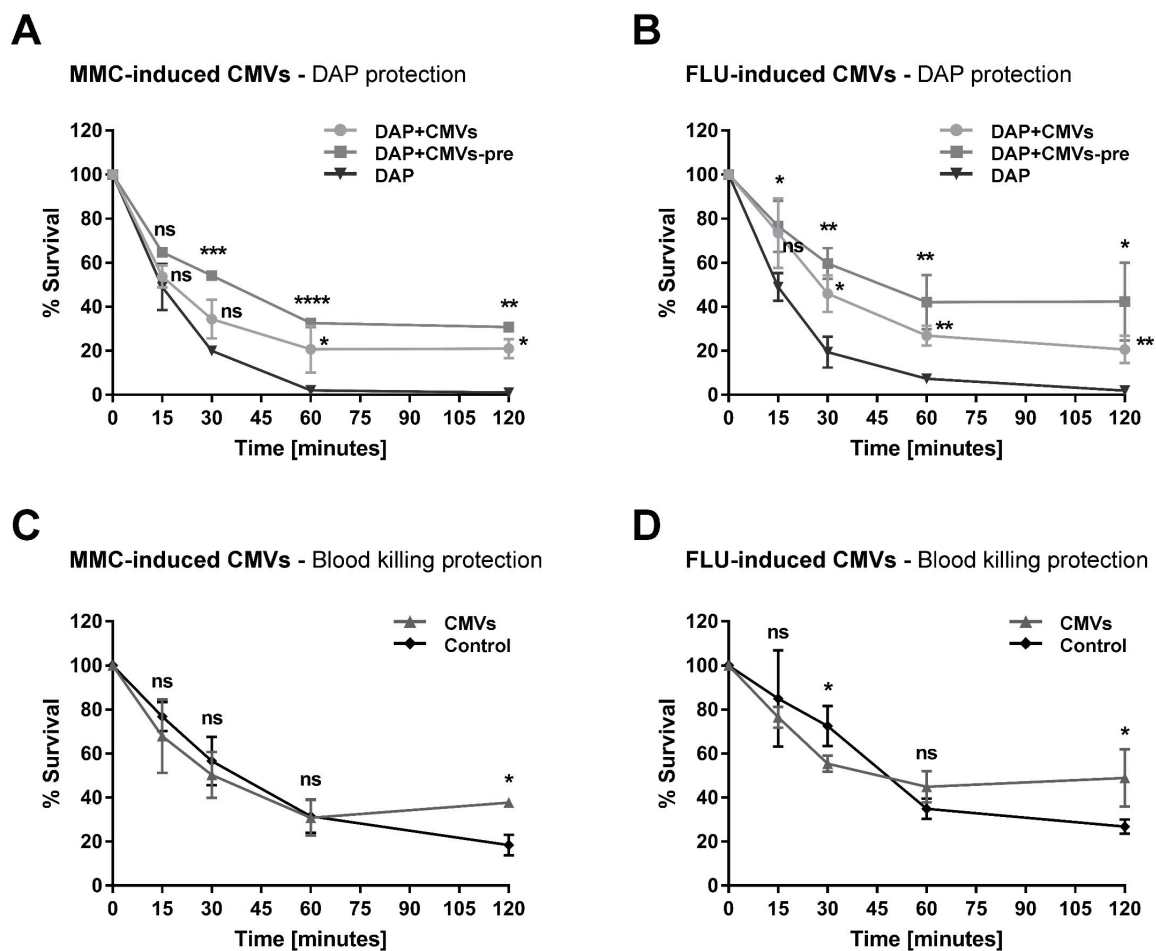 A
MMC-induced CMVs - DAP protection
120
100
80
60
40
20
0
% Survival
DAP+CMVs
DAP+CMVs-pre
DAP
ns
***
****
**
ns
ns
*
*
0 15 30 45 60 75 90 105 120
Time [minutes]
B
FLU-induced CMVs - DAP protection
120
100
80
60
40
20
0
% Survival
DAP+CMVs
DAP+CMVs-pre
DAP
*
**
**
*
ns
*
**
**
0 15 30 45 60 75 90 105 120
Time [minutes]
C
MMC-induced CMVs - Blood killing protection
120
100
80
60
40
20
0
% Survival
CMVs
Control
ns
ns
ns
*
0 15 30 45 60 75 90 105 120
Time [minutes]
D
FLU-induced CMVs - Blood killing protection
120
100
80
60
40
20
0
% Survival
CMVs
Control
ns
*
ns
*
0 15 30 45 60 75 90 105 120
Time [minutes]